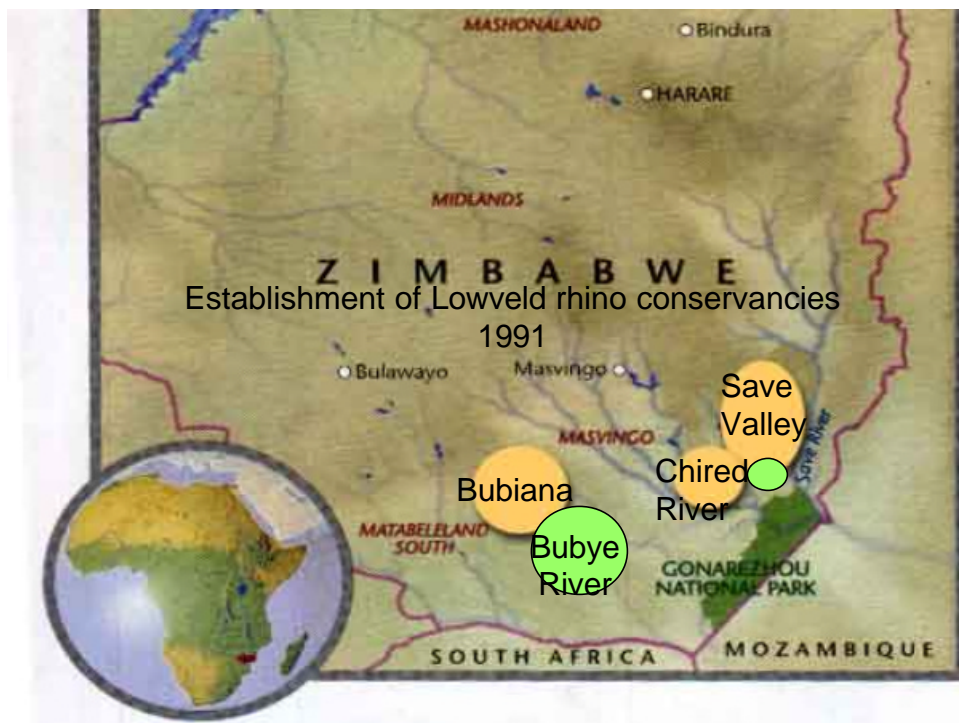 MASHONALAND
Bindura
HARARE
MIDLANDS
ZIMBABWE
Establishment of Lowveld rhino conservancies
1991
Bulawayo
Masvingo
Save
Valley
Save River
MASVINGO
Chired
River
Bubiana
MATABELELAND
SOUTH
Bubye
River
GONAREZHOU
NATIONAL PARK
SOUTH AFRICA
MOZAMBIQUE